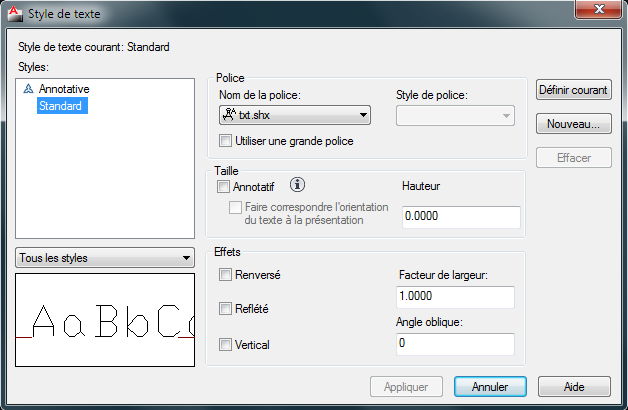 Style de texte
Style de texte courant: Standard
Styles:
Annotative
Standard
Tous les styles
AaBbC
Police
Nom de la police:
txt.shx
Style de police:
Utiliser une grande police
Taille
Annotatif
Faire correspondre l'orientation
du texte à la présentation
Hauteur
0.0000
Effets
Renversé
Reflété
Vertical
Facteur de largeur:
1.0000
Angle oblique:
0
Définir courant
Nouveau...
Effacer
Appliquer
Annuler
Aide